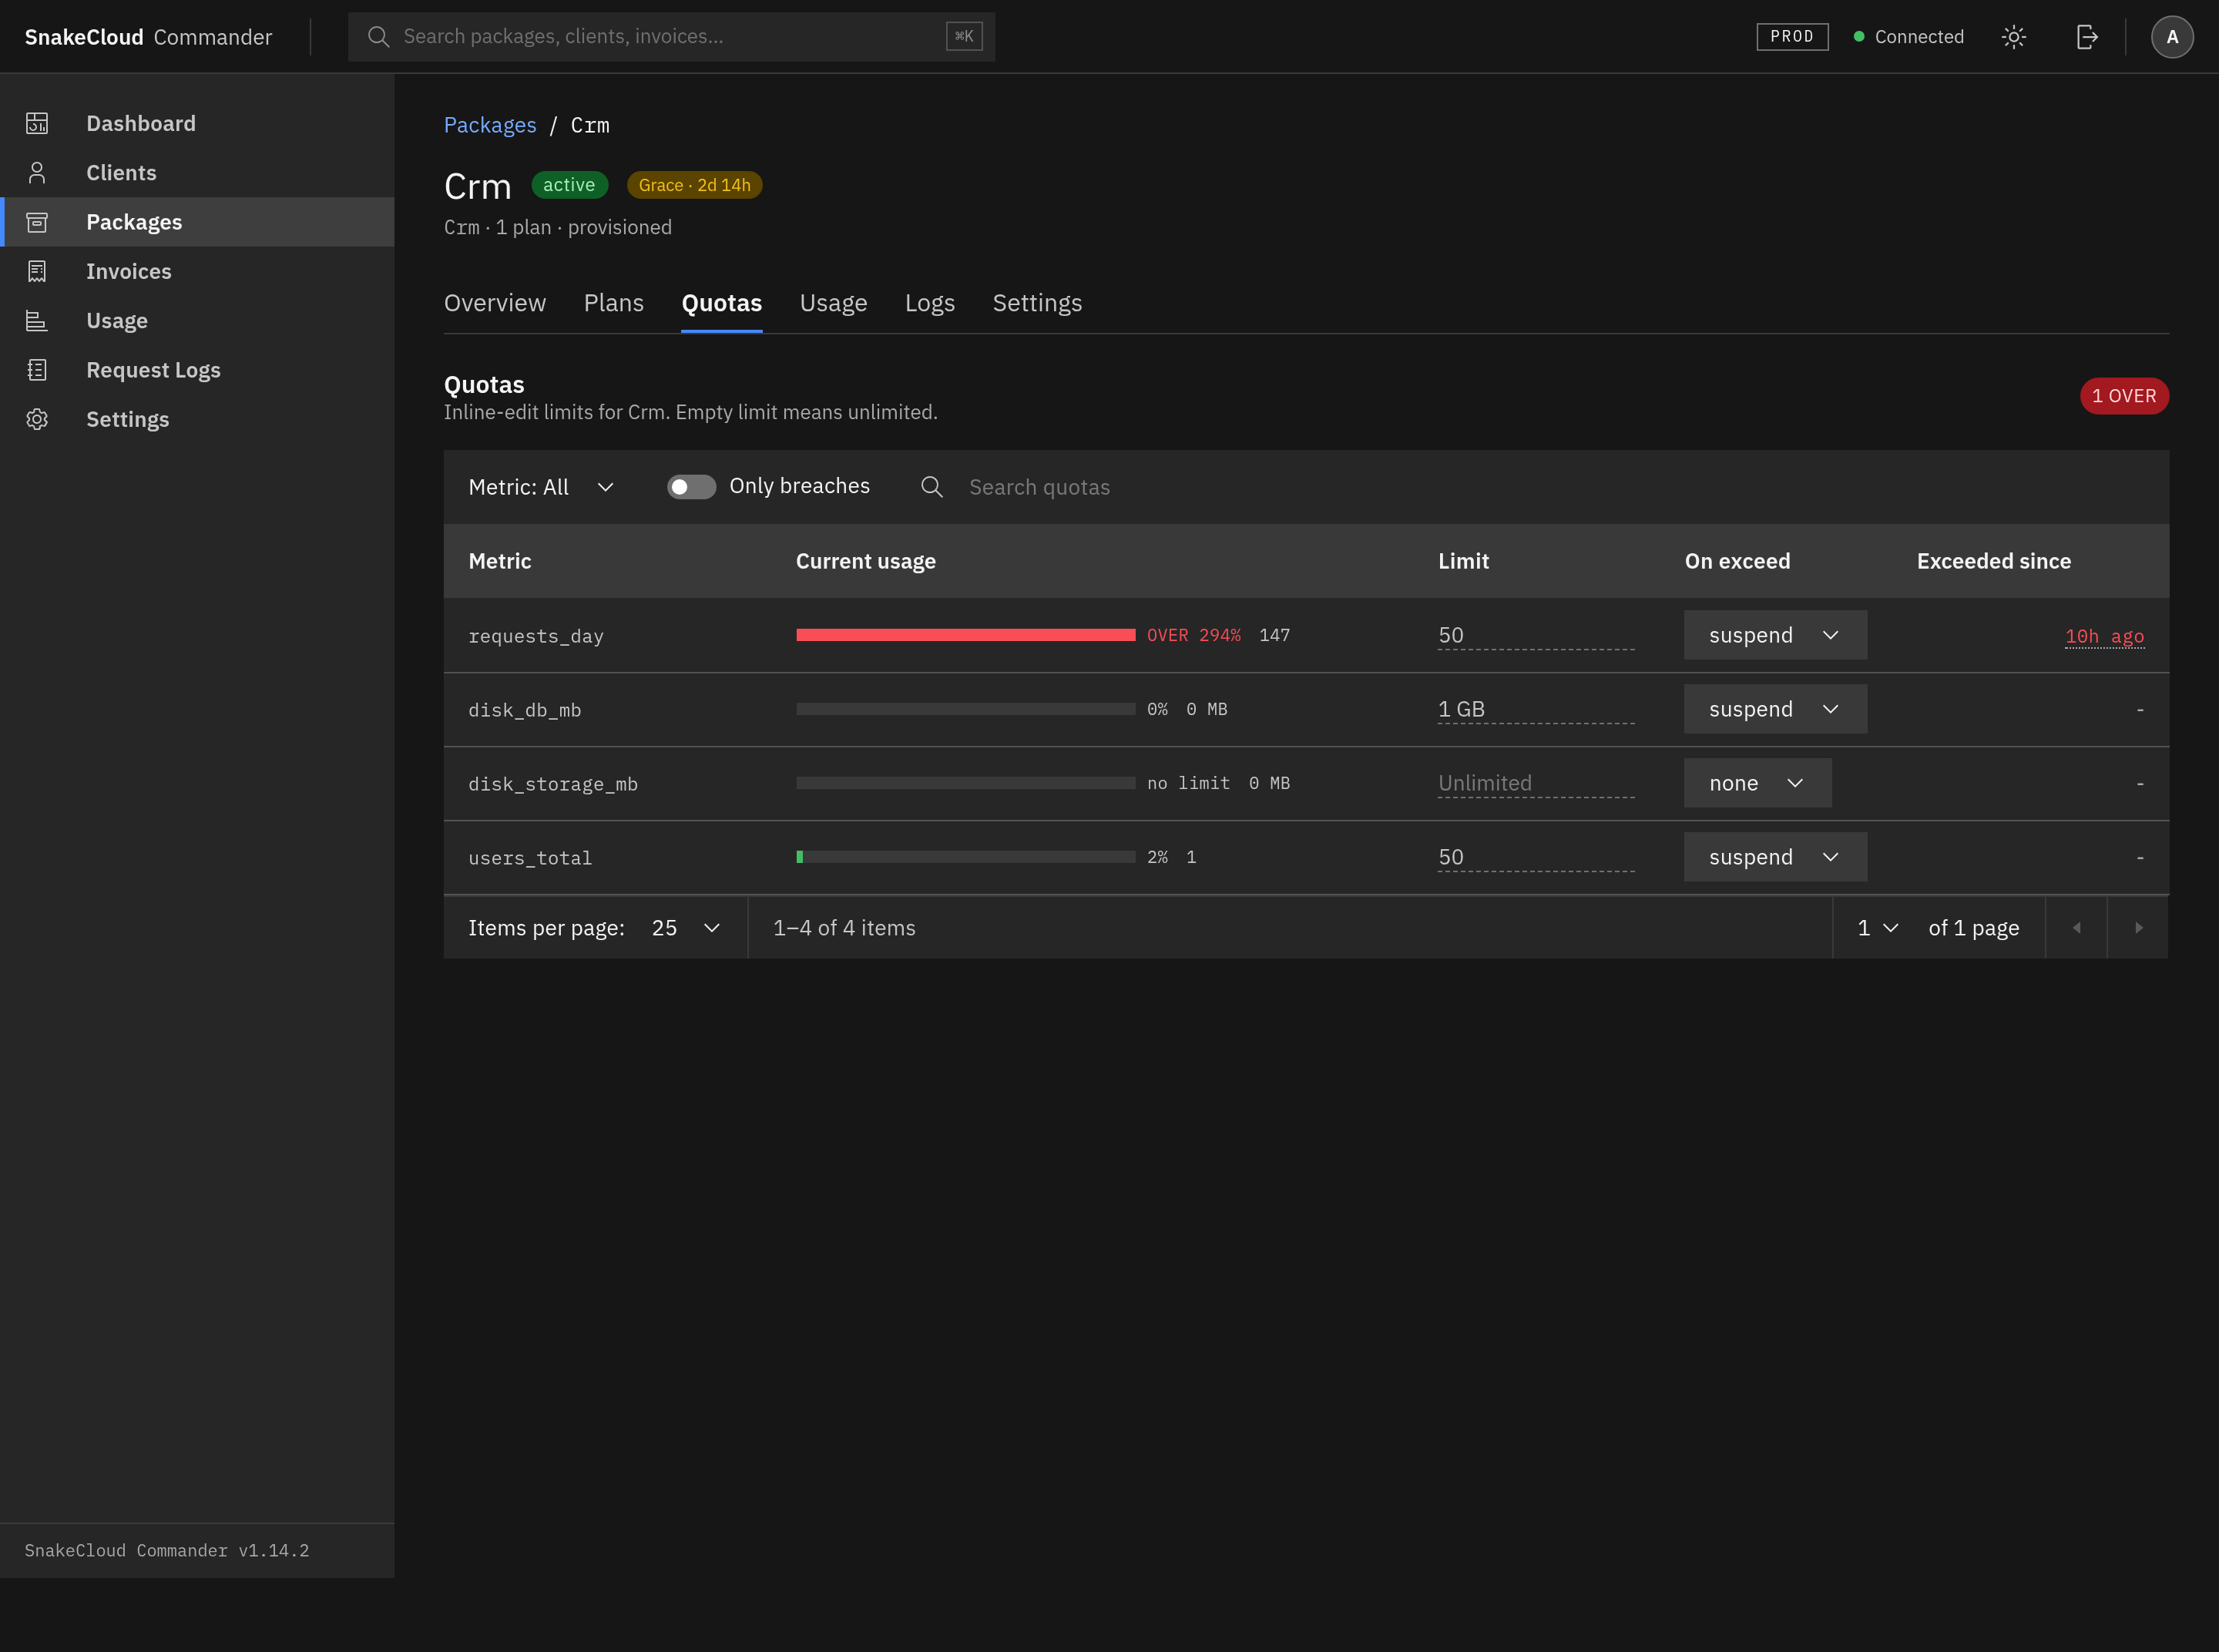 SnakeCloud Commander
Search packages, clients, invoices...
⌘K
PROD
Connected
A
Dashboard
Clients
Packages
Invoices
Usage
Request Logs
Settings
SnakeCloud Commander v1.14.2
Packages / Crm
Crm active Grace · 2d 14h
Crm · 1 plan · provisioned
Overview Plans Quotas Usage Logs Settings
Quotas
Inline-edit limits for Crm. Empty limit means unlimited.
1 OVER
Metric: All Only breaches Search quotas
Metric Current usage Limit On exceed Exceeded since
requests_day OVER 294% 147 50 suspend 10h ago
disk_db_mb 0% 0 MB 1 GB suspend -
disk_storage_mb no limit 0 MB Unlimited none -
users_total 2% 1 50 suspend -
Items per page: 25 1–4 of 4 items 1 of 1 page